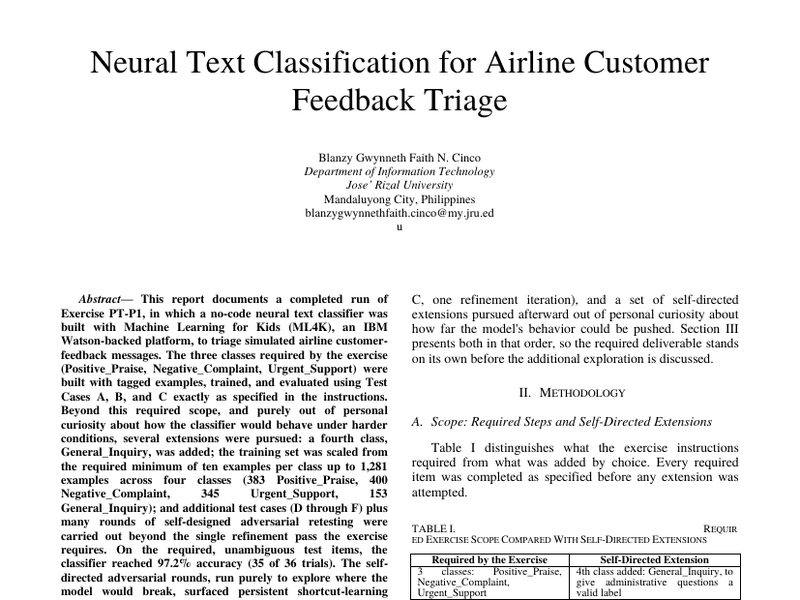 Neural Text Classification for Airline Customer
Feedback Triage
Blanzy Gwynneth Faith N. Cinco
Department of Information Technology
Jose’ Rizal University
Mandaluyong City, Philippines
blanzygwynnethfaith.cinco@my.jru.ed
u
Abstract— This report documents a completed run of
Exercise PT-P1, in which a no-code neural text classifier was
built with Machine Learning for Kids (ML4K), an IBM
Watson-backed platform, to triage simulated airline customer-
feedback messages. The three classes required by the exercise
(Positive_Praise, Negative_Complaint, Urgent_Support) were
built with tagged examples, trained, and evaluated using Test
Cases A, B, and C exactly as specified in the instructions.
Beyond this required scope, and purely out of personal
curiosity about how the classifier would behave under harder
conditions, several extensions were pursued: a fourth class,
General_Inquiry, was added; the training set was scaled from
the required minimum of ten examples per class up to 1,281
examples across four classes (383 Positive_Praise, 400
Negative_Complaint, 345 Urgent_Support, 153
General_Inquiry); and additional test cases (D through F) plus
many rounds of self-designed adversarial retesting were
carried out beyond the single refinement pass the exercise
requires. On the required, unambiguous test items, the
classifier reached 97.2% accuracy (35 of 36 trials). The self-
directed adversarial rounds, run purely to explore where the
model would break, surfaced persistent shortcut-learning
C, one refinement iteration), and a set of self-directed
extensions pursued afterward out of personal curiosity about
how far the model's behavior could be pushed. Section III
presents both in that order, so the required deliverable stands
on its own before the additional exploration is discussed.
II. METHODOLOGY
A. Scope: Required Steps and Self-Directed Extensions
Table I distinguishes what the exercise instructions
required from what was added by choice. Every required
item was completed as specified before any extension was
attempted.
TABLE I. REQUIR
ED EXERCISE SCOPE COMPARED WITH SELF-DIRECTED EXTENSIONS
Required by the Exercise Self-Directed Extension
3 classes: Positive_Praise, 4th class added: General_Inquiry, to
Negative_Complaint, give administrative questions a
Urgent_Support valid label